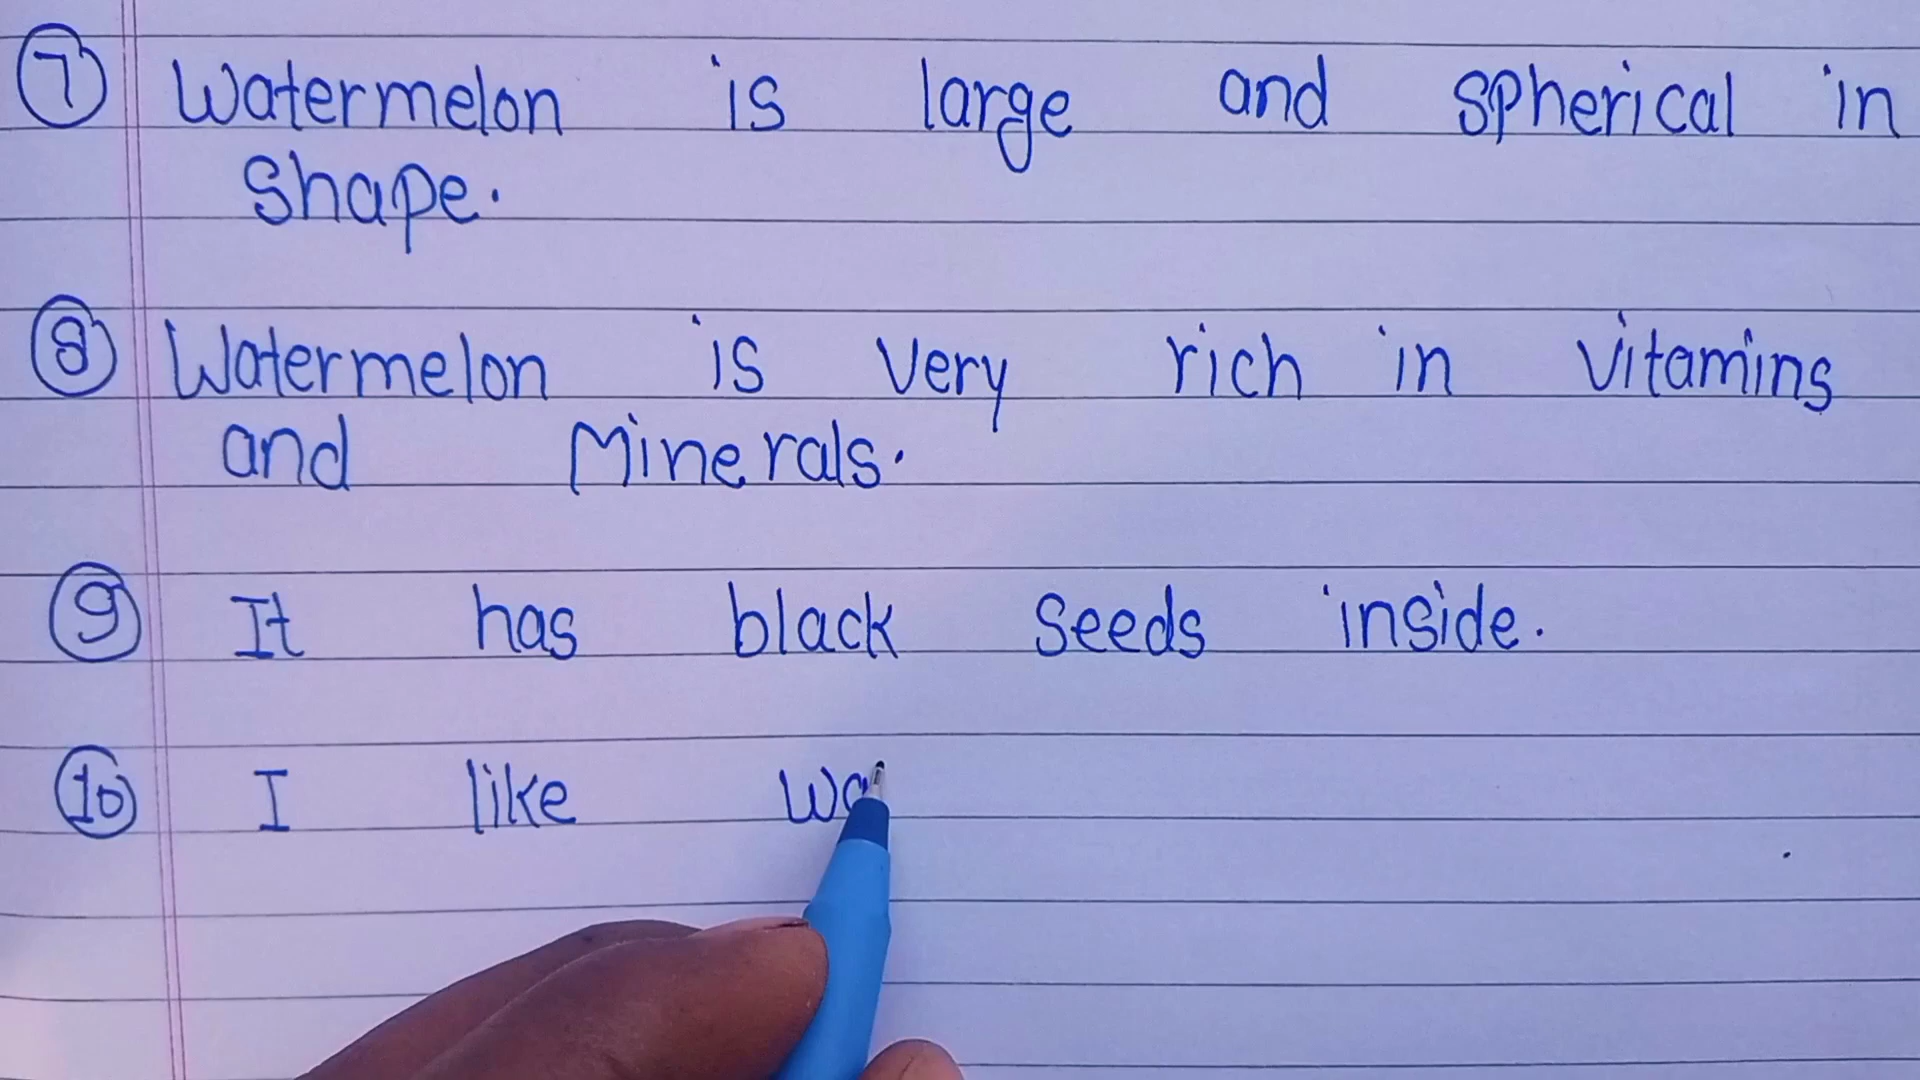 7 Watermelon is large and spherical in
shape.
8 Watermelon is very rich in vitamins
and Minerals.
9 It has black seeds inside.
10 I like wa